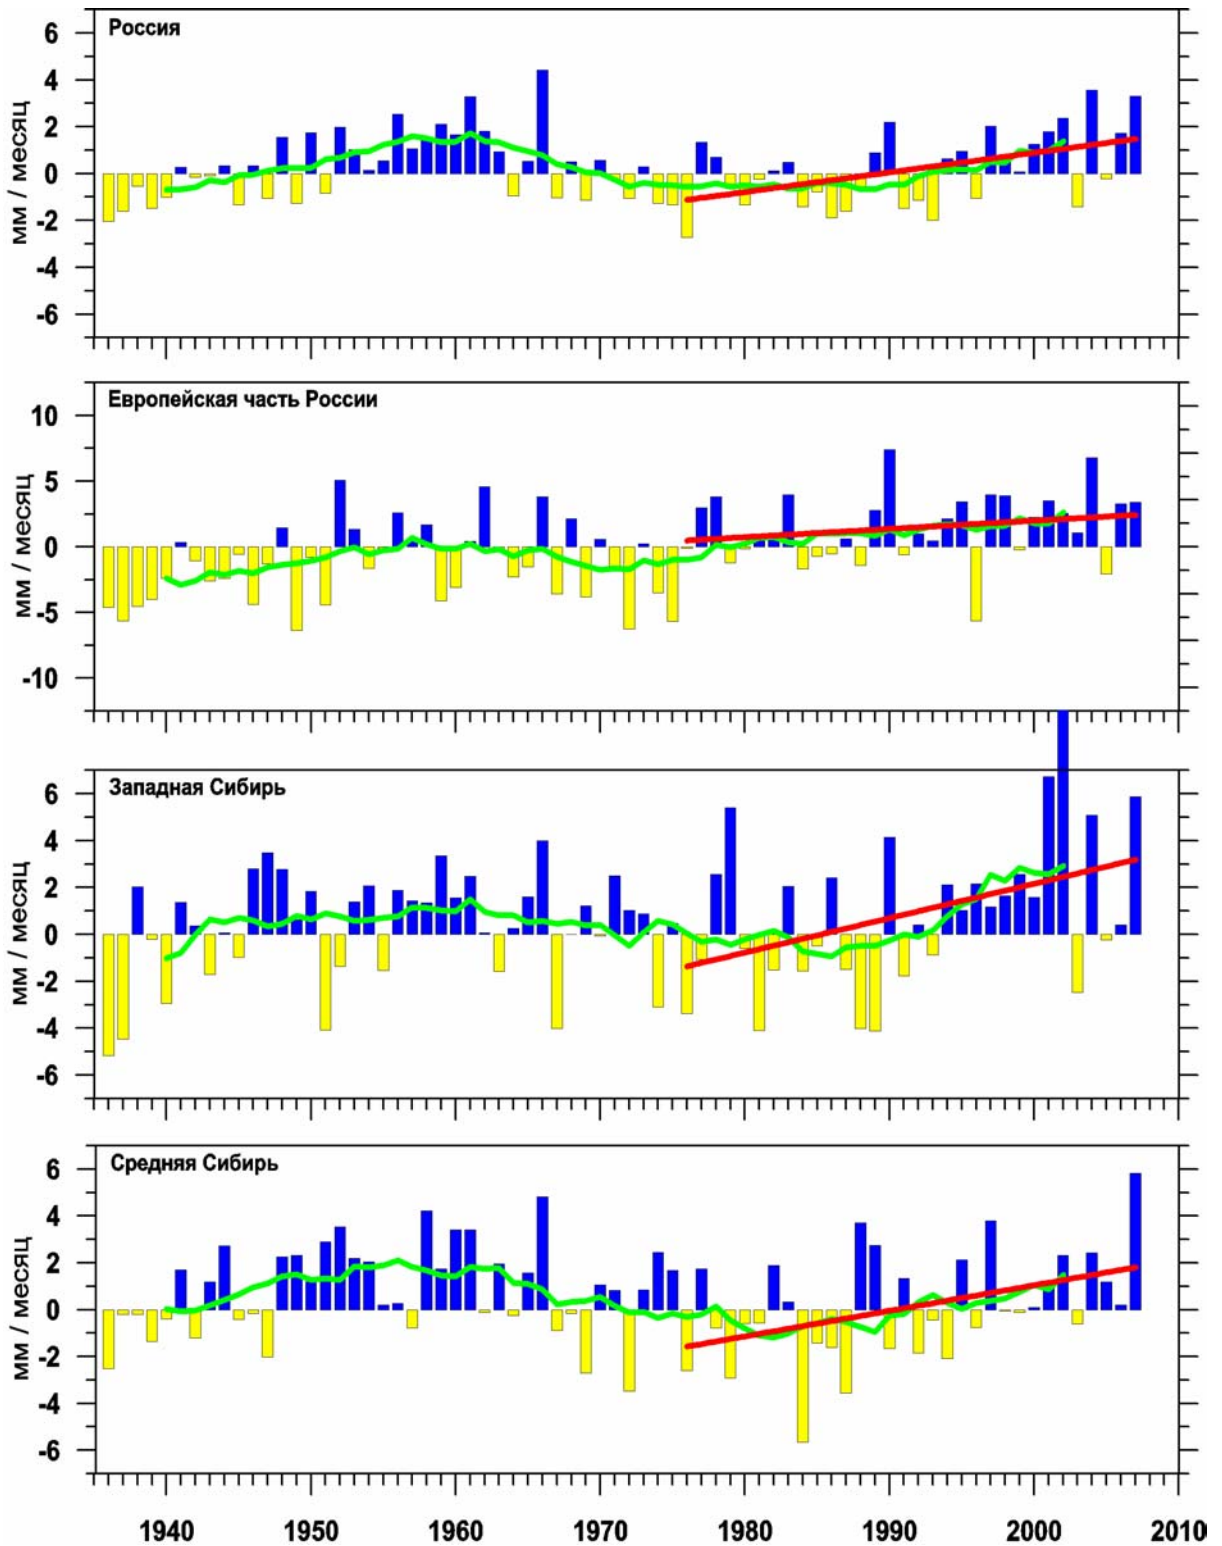 Россия
6
4
2
0
-2
-4
-6
мм / месяц
Европейская часть России
10
5
0
-5
-10
мм / месяц
Западная Сибирь
6
4
2
0
-2
-4
-6
мм / месяц
Средняя Сибирь
6
4
2
0
-2
-4
-6
мм / месяц
1940 1950 1960 1970 1980 1990 2000 2010